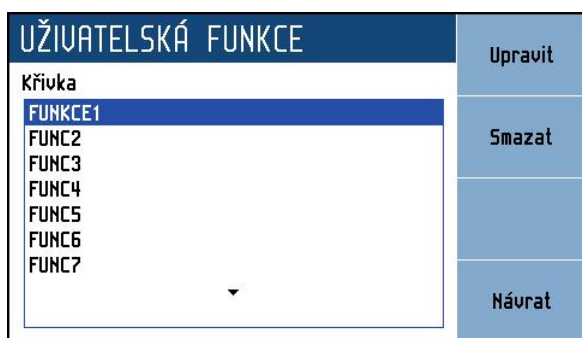 UŽIVATELSKÁ FUNKCE
Křivka
FUNKCE1
FUNC2
FUNC3
FUNC4
FUNC5
FUNC6
FUNC7
Upravit
Smazat
Návrat